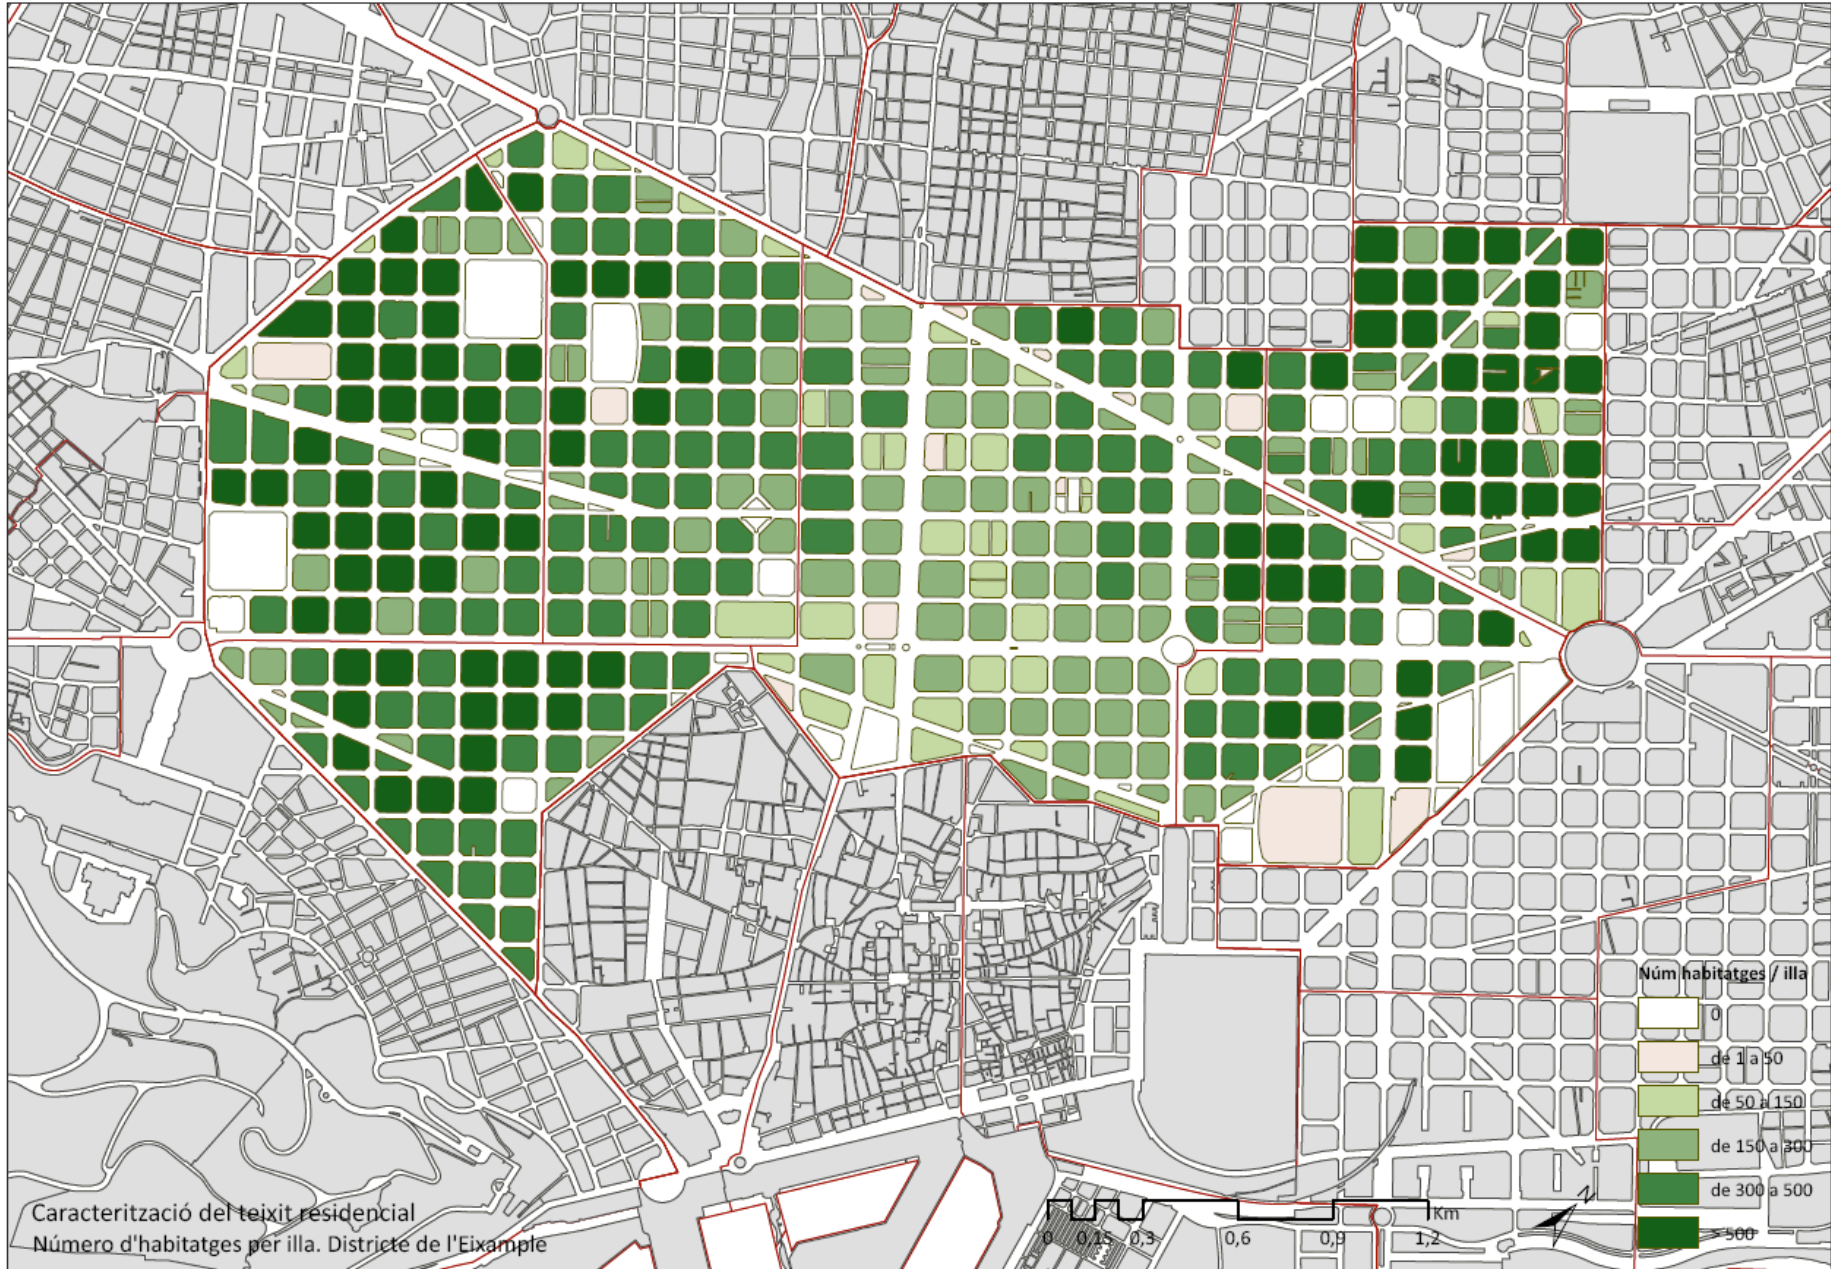 Núm habitatges / illa
0
de 1 a 50
de 50 a 150
de 150 a 300
de 300 a 500
>500
N
Km
0 0,15 0,3 0,6 0,9 1,2
Caracterització del teixit residencial
Número d'habitatges per illa. Districte de l'Eixample